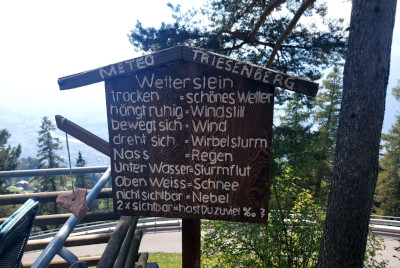 METEO TRIESENBERG
Wetterstein
trocken = schönes Wetter
hängt ruhig = Windstill
bewegt sich = Wind
dreht sich = Wirbelsturm
Nass = Regen
Unter Wasser = Sturmflut
Oben Weiss = Schnee
nicht sichtbar = Nebel
2x sichtbar = hast Du zuviel ‰?